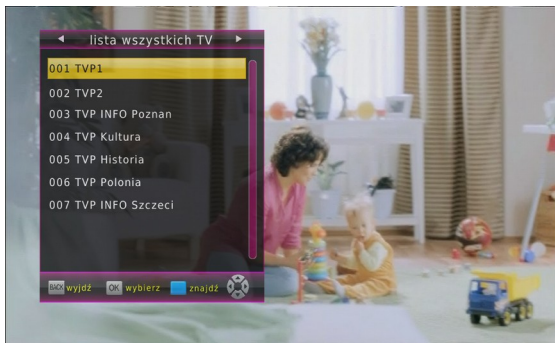 lista wszystkich TV
001 TVP1
002 TVP2
003 TVP INFO Poznan
004 TVP Kultura
005 TVP Historia
006 TVP Polonia
007 TVP INFO Szczeci
BACK wyjdź OK wybierz znajdź